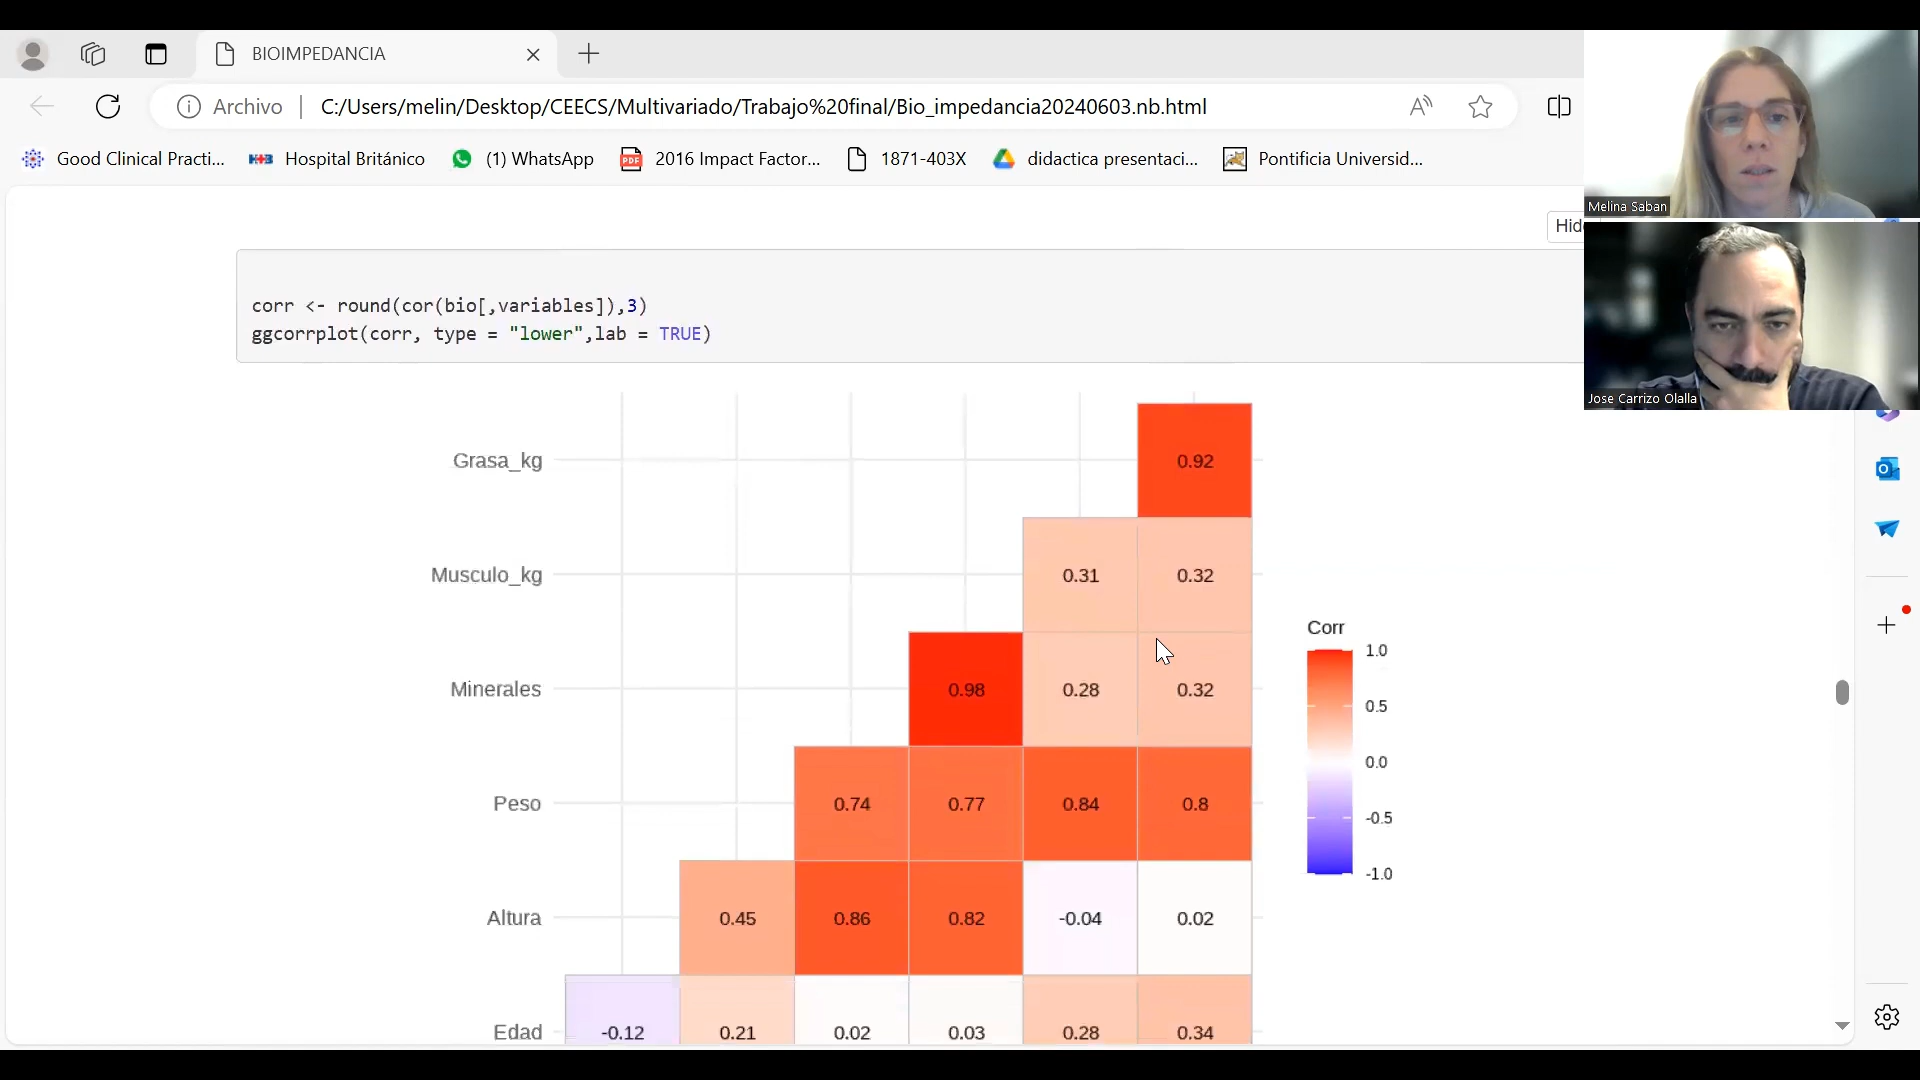 BIOIMPEDANCIA
Archivo
C:/Users/melin/Desktop/CEECS/Multivariado/Trabajo%20final/Bio_impedancia20240603.nb.html
Good Clinical Practi...
Hospital Británico
(1) WhatsApp
PDF
2016 Impact Factor...
1871-403X
didactica presentaci...
Pontificia Universid...
Melina Saban
Jose Carrizo Olalla
Hide
corr <- round(cor(bio[,variables]),3)
ggcorrplot(corr, type = "lower",lab = TRUE)
Grasa_kg 0.92
Musculo_kg 0.31 0.32
Minerales 0.98 0.28 0.32
Peso 0.74 0.77 0.84 0.8
Altura 0.45 0.86 0.82 -0.04 0.02
Edad -0.12 0.21 0.02 0.03 0.28 0.34
Corr
1.0
0.5
0.0
-0.5
-1.0